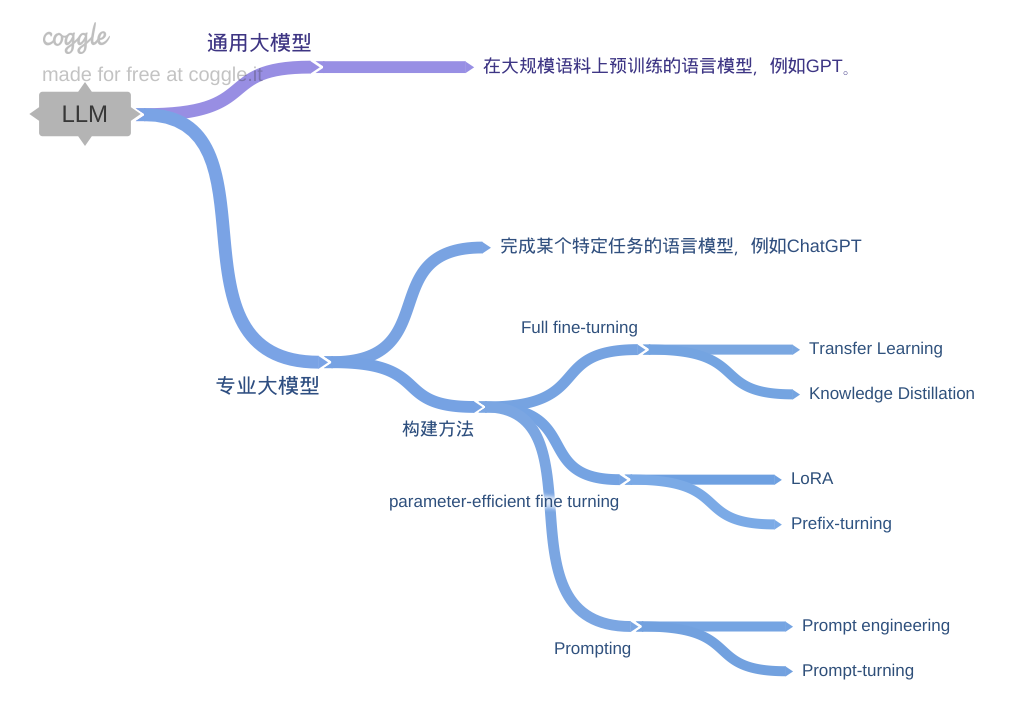 coggle
made for free at coggle.it
LLM
通用大模型
在大规模语料上预训练的语言模型，例如GPT。
专业大模型
完成某个特定任务的语言模型，例如ChatGPT
构建方法
Full fine-turning
Transfer Learning
Knowledge Distillation
parameter-efficient fine turning
LoRA
Prefix-turning
Prompting
Prompt engineering
Prompt-turning